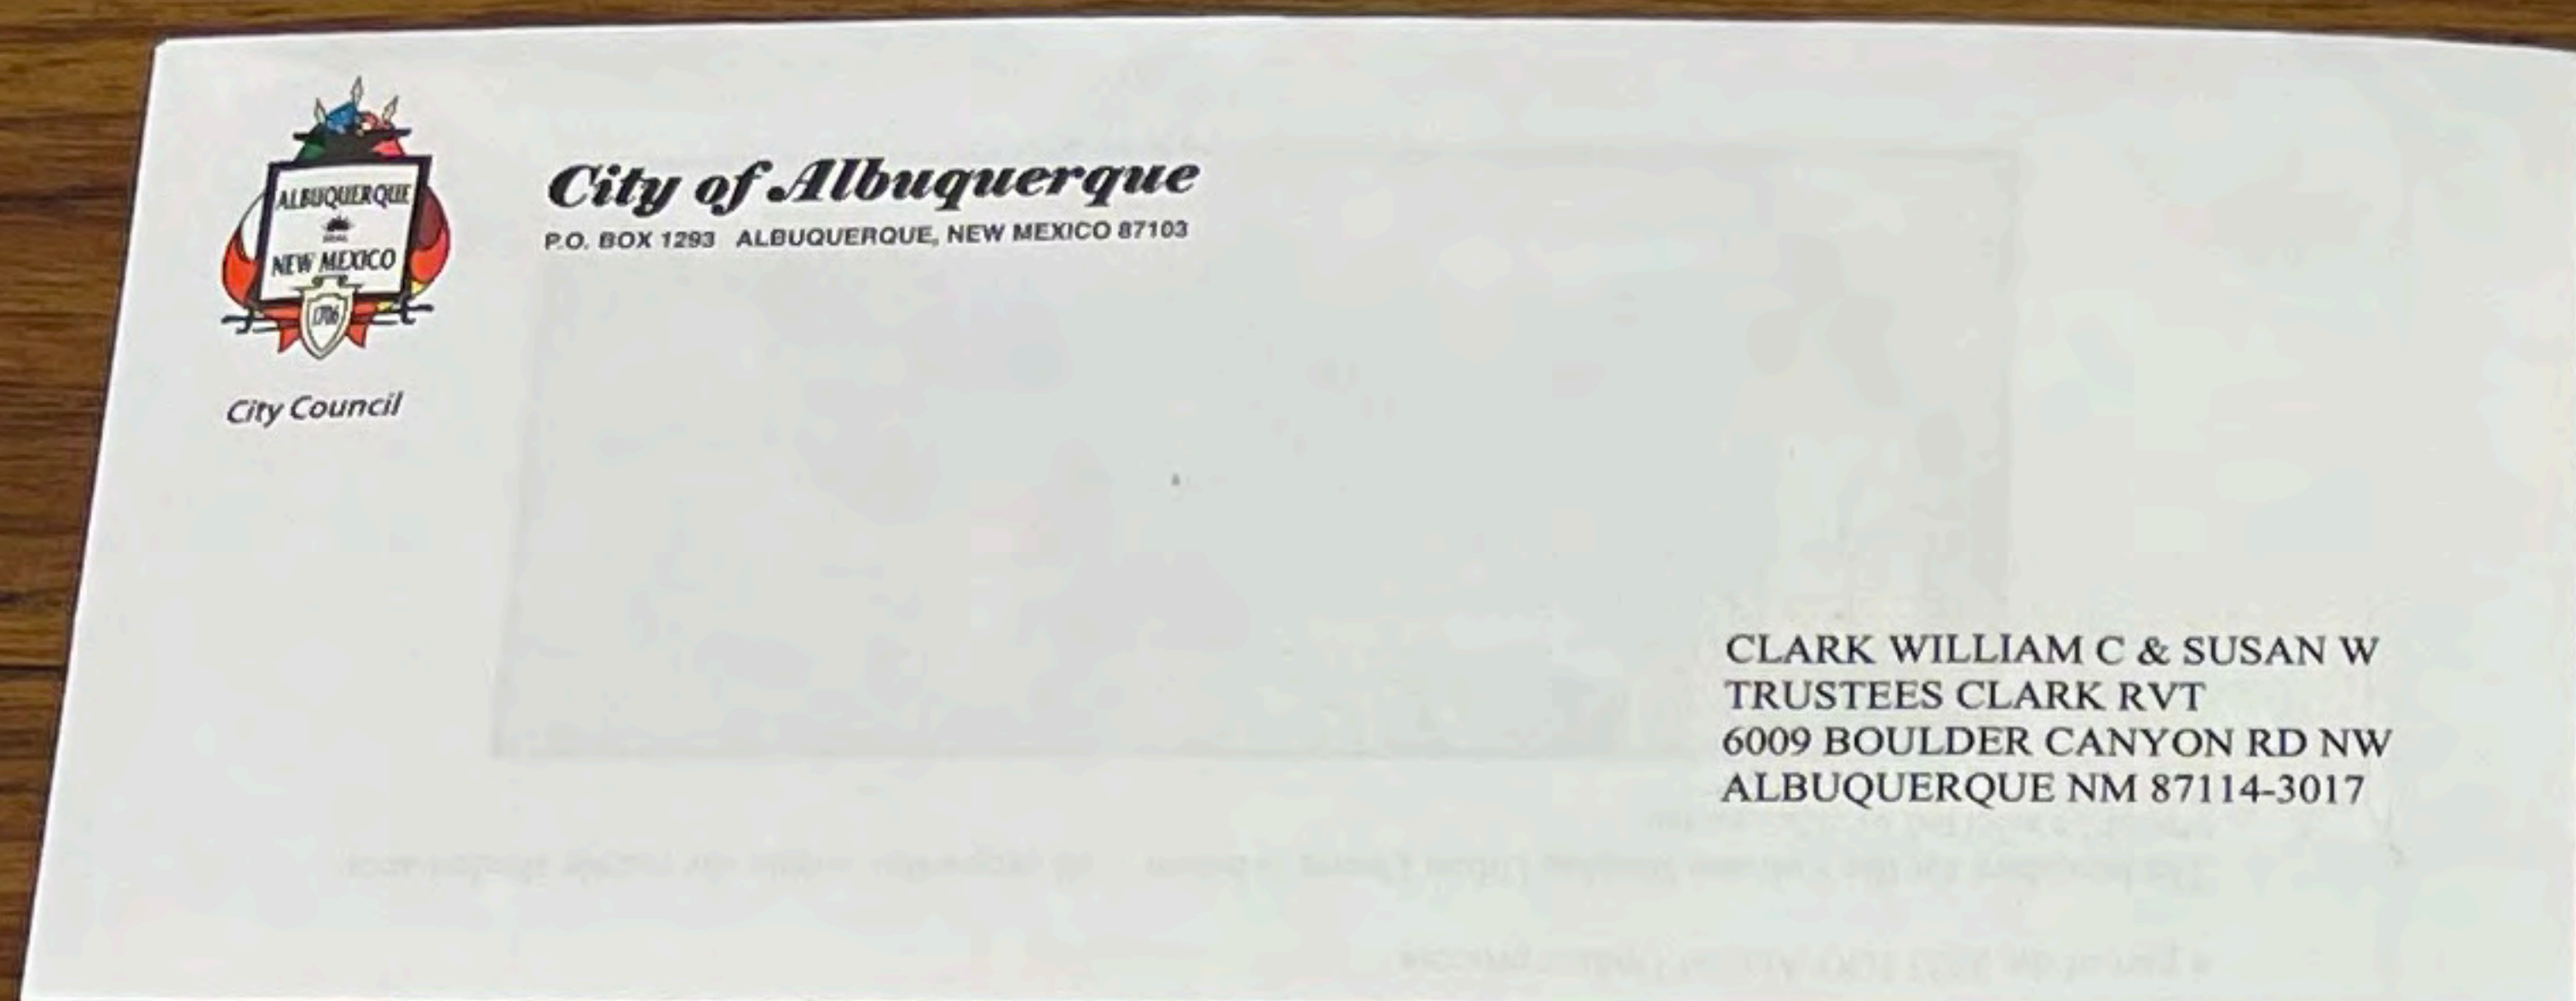 ALBUQUERQUE
NEW MEXICO
1706
City Council
City of Albuquerque
P.O. BOX 1293 ALBUQUERQUE, NEW MEXICO 87103
CLARK WILLIAM C & SUSAN W
TRUSTEES CLARK RVT
6009 BOULDER CANYON RD NW
ALBUQUERQUE NM 87114-3017